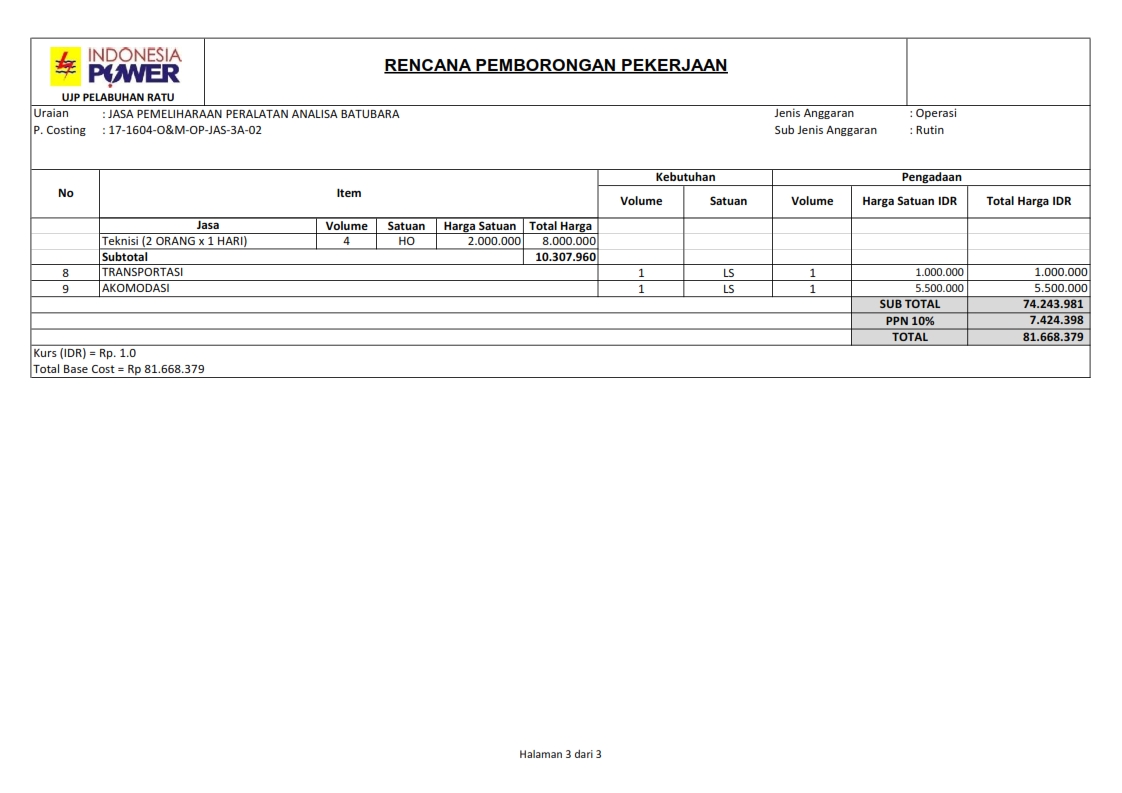 INDONESIA
POWER
UJP PELABUHAN RATU
RENCANA PEMBORONGAN PEKERJAAN
Uraian : JASA PEMELIHARAAN PERALATAN ANALISA BATUBARA Jenis Anggaran : Operasi
P. Costing : 17-1604-O&M-OP-JAS-3A-02 Sub Jenis Anggaran : Rutin
No Item Kebutuhan Pengadaan
Volume Satuan Volume Harga Satuan IDR Total Harga IDR
Jasa Volume Satuan Harga Satuan Total Harga
Teknisi (2 ORANG x 1 HARI) 4 HO 2.000.000 8.000.000
Subtotal 10.307.960
8 TRANSPORTASI 1 LS 1 1.000.000 1.000.000
9 AKOMODASI 1 LS 1 5.500.000 5.500.000
SUB TOTAL 74.243.981
PPN 10% 7.424.398
TOTAL 81.668.379
Kurs (IDR) = Rp. 1.0
Total Base Cost = Rp 81.668.379
Halaman 3 dari 3